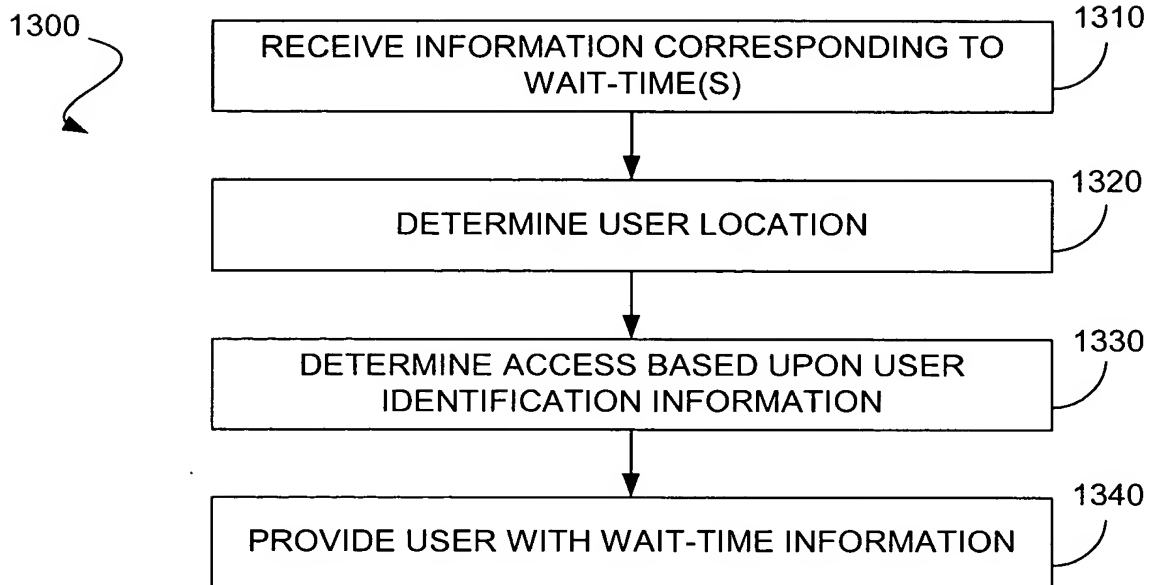 1300
1310
RECEIVE INFORMATION CORRESPONDING TO
WAIT-TIME(S)
1320
DETERMINE USER LOCATION
1330
DETERMINE ACCESS BASED UPON USER
IDENTIFICATION INFORMATION
1340
PROVIDE USER WITH WAIT-TIME INFORMATION